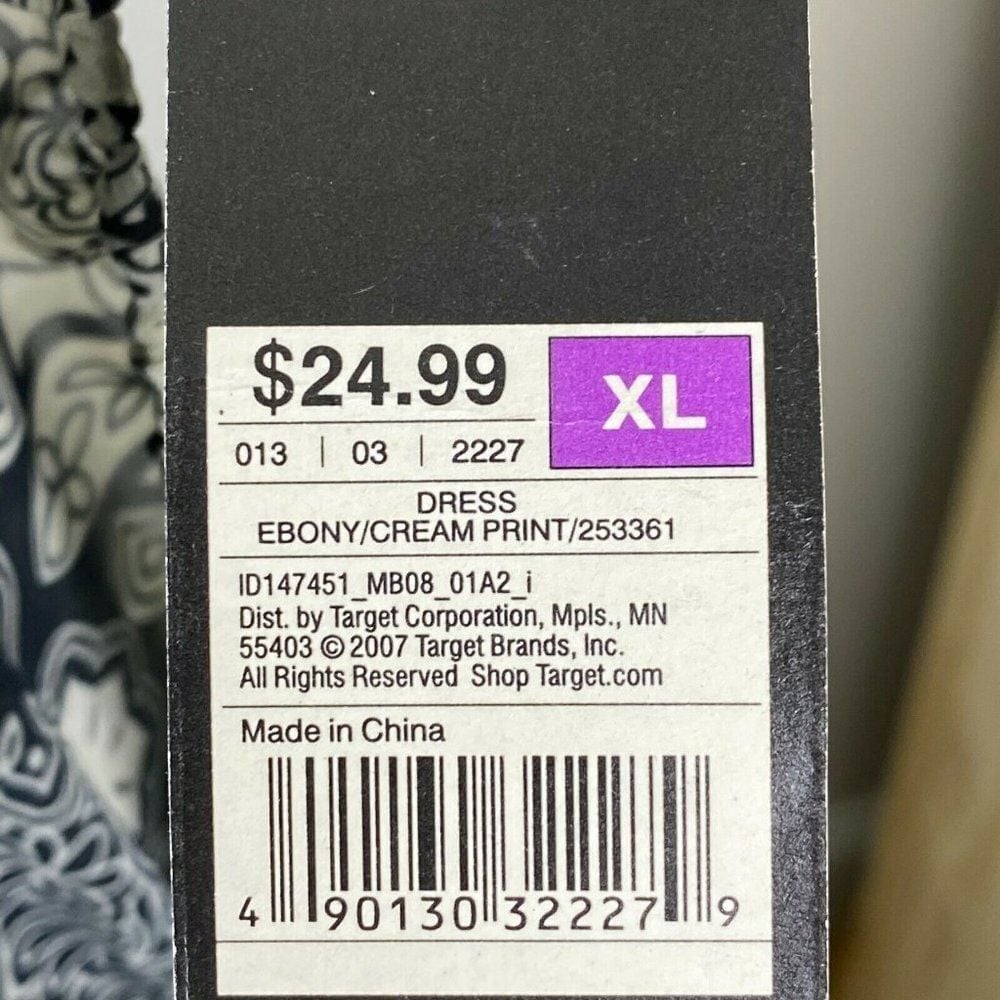 $24.99
XL
013 | 03 | 2227
DRESS
EBONY/CREAM PRINT/253361
ID147451_MB08_01A2_i
Dist. by Target Corporation, Mpls., MN
55403 © 2007 Target Brands, Inc.
All Rights Reserved Shop Target.com
Made in China
4 90130 32227 9